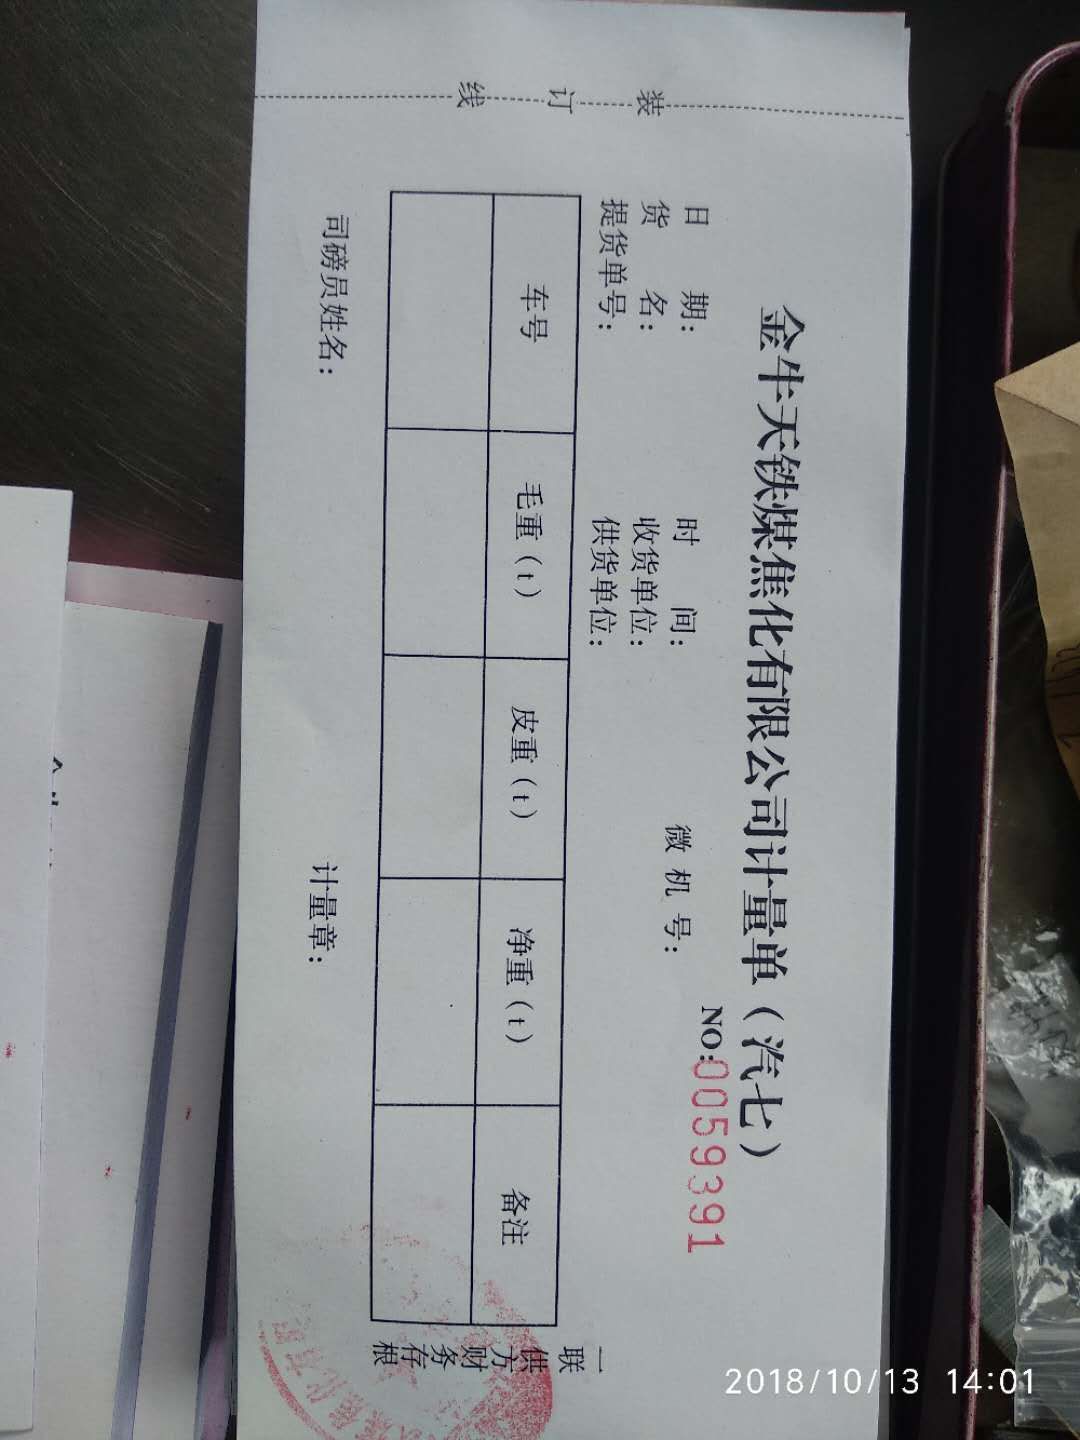 装 订 线
金牛天铁煤焦化有限公司计量单（汽七）
NO:0059391
日 期: 时 间: 微 机 号:
货 名: 收货单位:
提货单号: 供货单位:
车号 毛重（t） 皮重（t） 净重（t） 备注
司磅员姓名: 计量章:
一联供方财务存根
2018/10/13 14:01